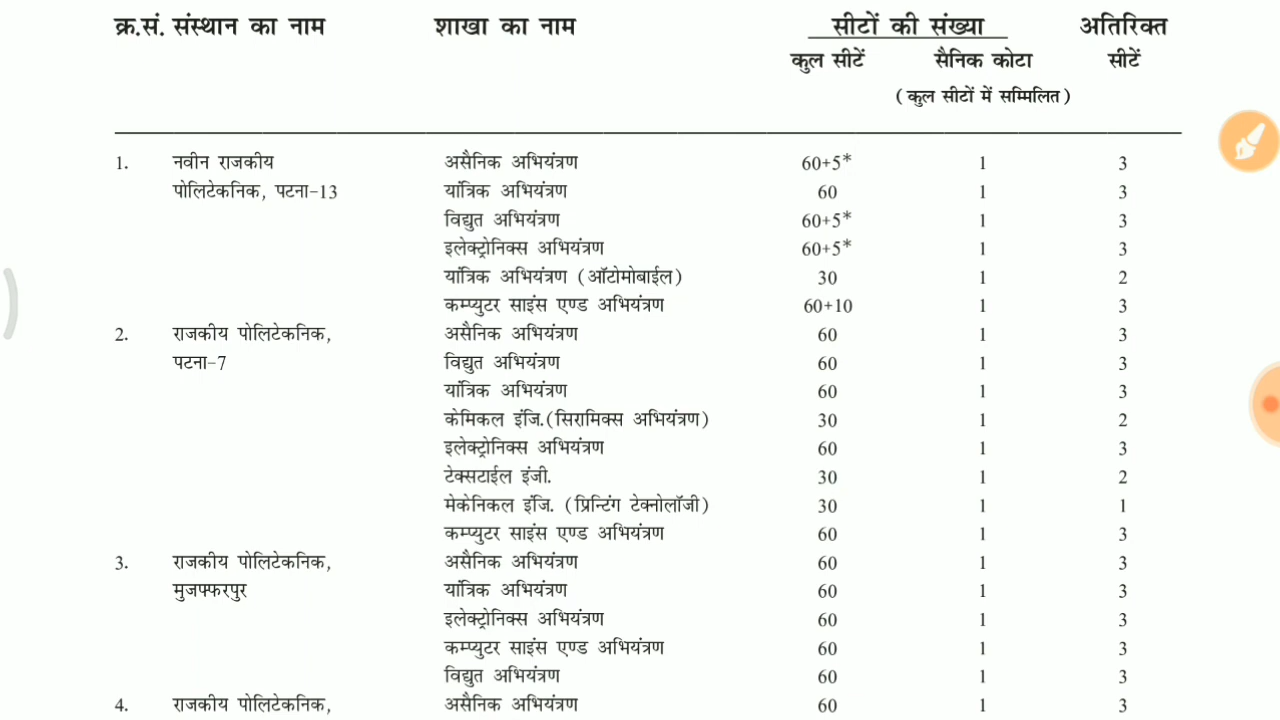 क्र.सं. संस्थान का नाम शाखा का नाम सीटों की संख्या अतिरिक्त
कुल सीटें सैनिक कोटा सीटें
(कुल सीटों में सम्मिलित)
1. नवीन राजकीय असैनिक अभियंत्रण 60+5* 1 3
पोलिटेकनिक, पटना-13 यांत्रिक अभियंत्रण 60 1 3
विद्युत अभियंत्रण 60+5* 1 3
इलेक्ट्रोनिक्स अभियंत्रण 60+5* 1 3
यांत्रिक अभियंत्रण (ऑटोमोबाईल) 30 1 2
कम्प्युटर साइंस एण्ड अभियंत्रण 60+10 1 3
2. राजकीय पोलिटेकनिक, असैनिक अभियंत्रण 60 1 3
पटना-7 विद्युत अभियंत्रण 60 1 3
यांत्रिक अभियंत्रण 60 1 3
केमिकल इंजि.(सिरामिक्स अभियंत्रण) 30 1 2
इलेक्ट्रोनिक्स अभियंत्रण 60 1 3
टेक्सटाईल इंजी. 30 1 2
मेकेनिकल इंजि. (प्रिन्टिंग टेक्नोलॉजी) 30 1 1
कम्प्युटर साइंस एण्ड अभियंत्रण 60 1 3
3. राजकीय पोलिटेकनिक, असैनिक अभियंत्रण 60 1 3
मुजफ्फरपुर यांत्रिक अभियंत्रण 60 1 3
इलेक्ट्रोनिक्स अभियंत्रण 60 1 3
कम्प्युटर साइंस एण्ड अभियंत्रण 60 1 3
विद्युत अभियंत्रण 60 1 3
4. राजकीय पोलिटेकनिक, असैनिक अभियंत्रण 60 1 3